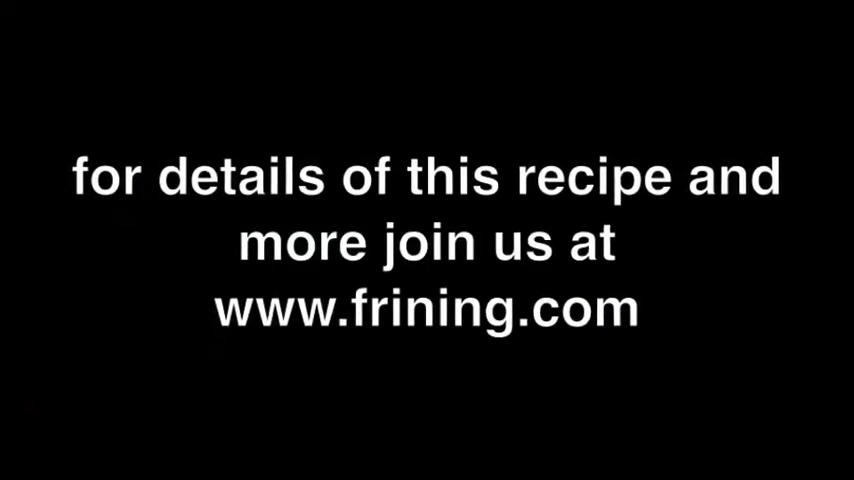 for details of this recipe and
more join us at
www.frining.com